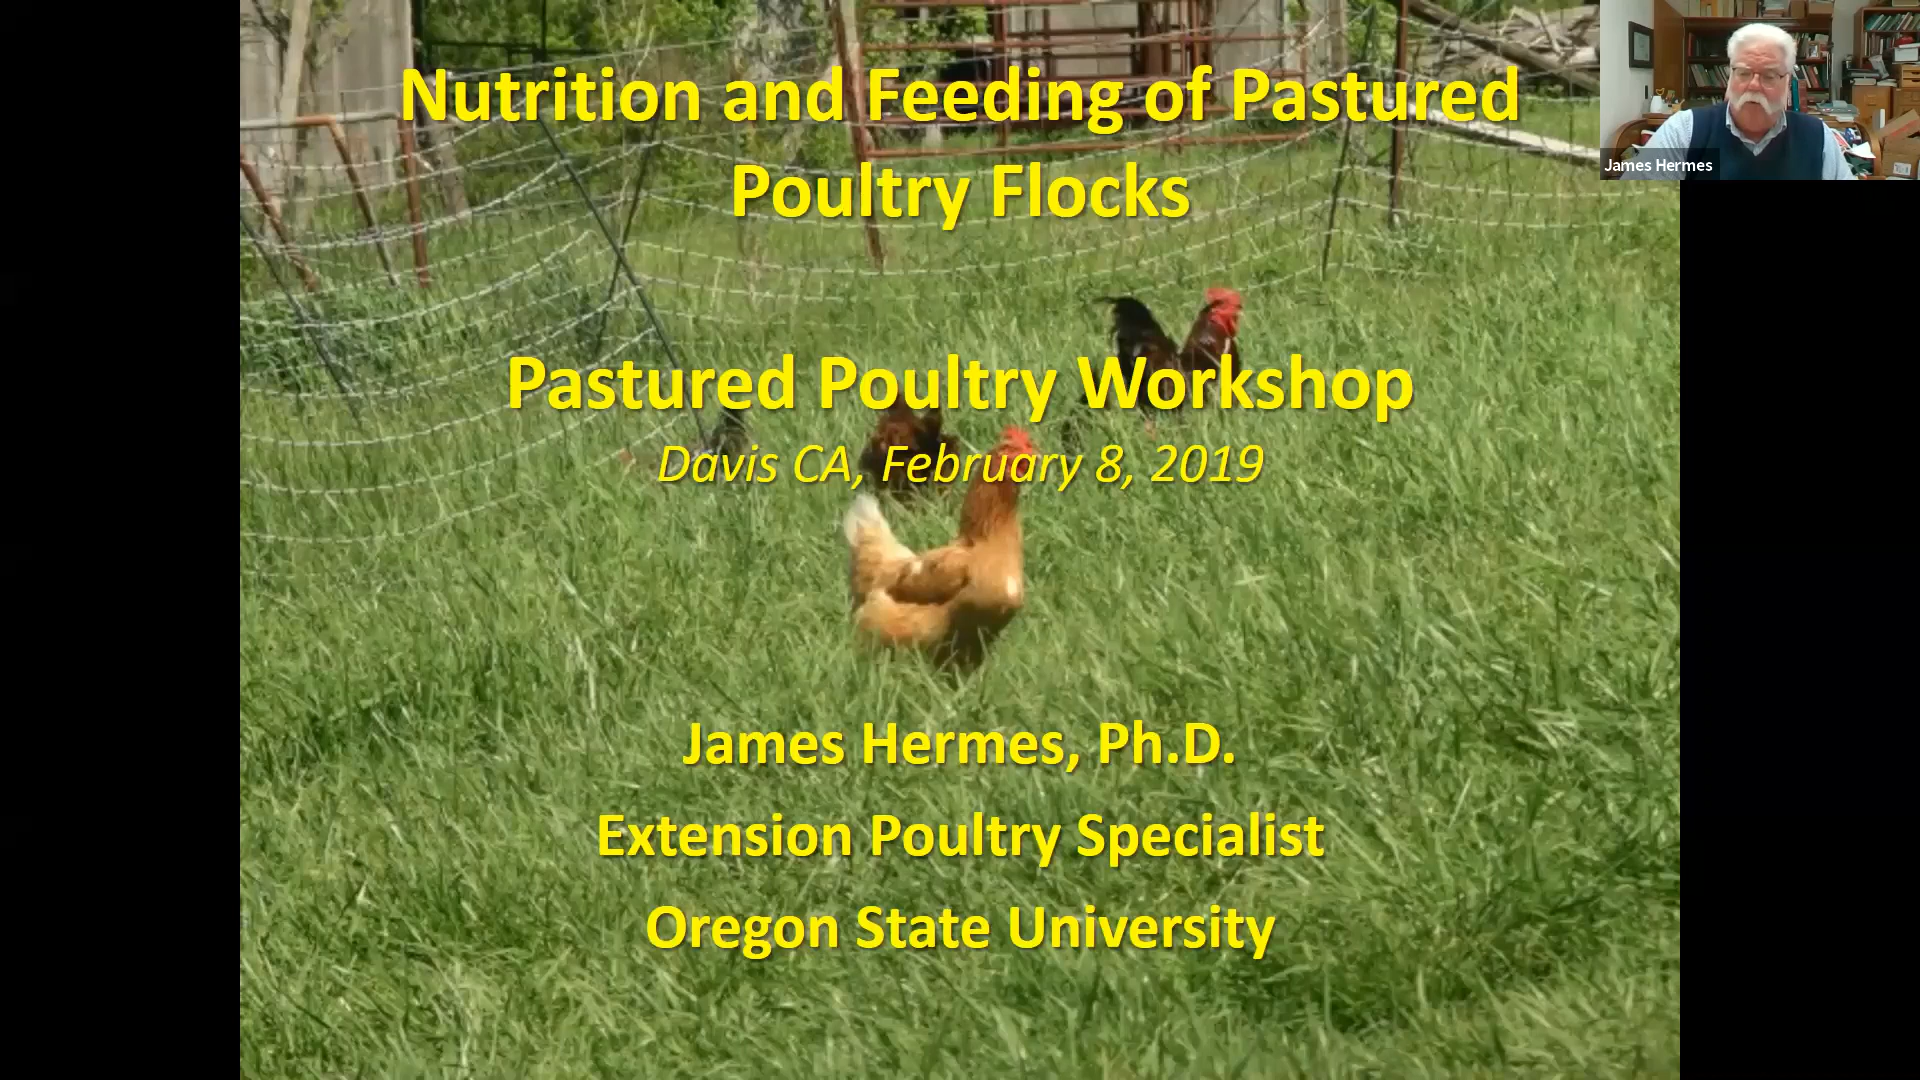 Nutrition and Feeding of Pastured
Poultry Flocks
Pastured Poultry Workshop
Davis CA, February 8, 2019
James Hermes, Ph.D.
Extension Poultry Specialist
Oregon State University
James Hermes